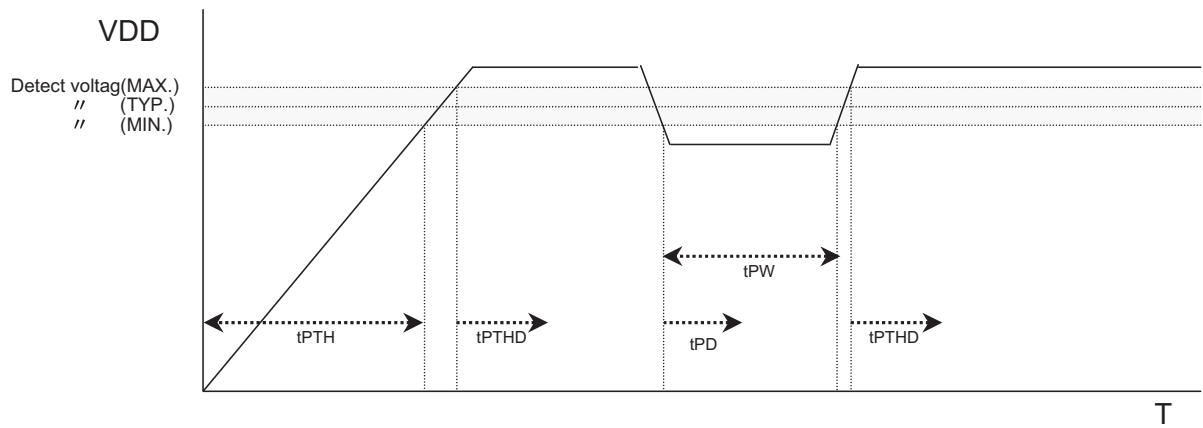 VDD
Detect voltag(MAX.)
〃 (TYP.)
〃 (MIN.)
tPW
tPTH
tPTHD
tPD
tPTHD
T